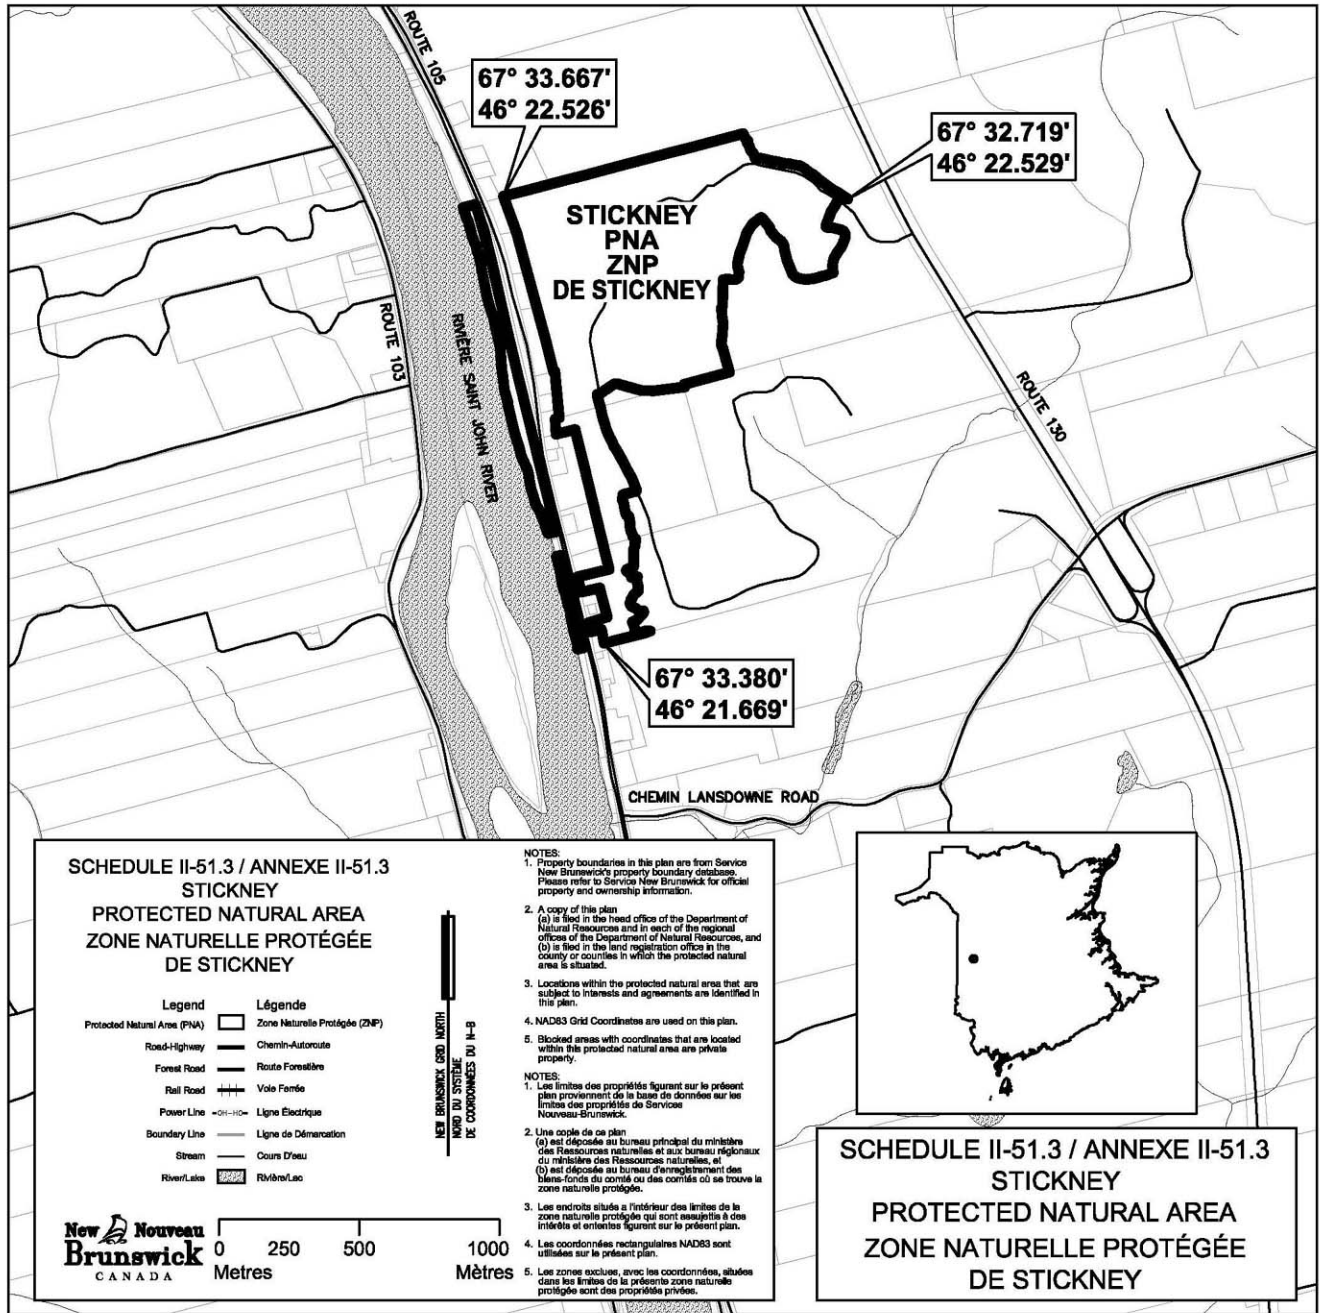 ROUTE 105
67° 33.667'
46° 22.526'
67° 32.719'
46° 22.529'
STICKNEY
PNA
ZNP
DE STICKNEY
ROUTE 103
RIVIÈRE SAINT JOHN RIVER
ROUTE 130
67° 33.380'
46° 21.669'
CHEMIN LANSDOWNE ROAD
SCHEDULE II-51.3 / ANNEXE II-51.3
STICKNEY
PROTECTED NATURAL AREA
ZONE NATURELLE PROTÉGÉE
DE STICKNEY
Legend Légende
Protected Natural Area (PNA) Zone Naturelle Protégée (ZNP)
Road-Highway Chemin-Autoroute
Forest Road Route Forestière
Rail Road Voie Ferrée
Power Line -OH-HO- Ligne Électrique
Boundary Line Ligne de Démarcation
Stream Cours D'eau
River/Lake Rivière/Lac
NEW BRUNSWICK GRID NORTH
NORD DU SYSTÈME
DE COORDONNÉES DU N-B
New Nouveau
Brunswick
CANADA
0 250 500 1000
Metres Mètres
NOTES:
1. Property boundaries in this plan are from Service
New Brunswick's property boundary database.
Please refer to Service New Brunswick for official
property and ownership information.
2. A copy of this plan
(a) is filed in the head office of the Department of
Natural Resources and in each of the regional
offices of the Department of Natural Resources, and
(b) is filed in the land registration office in the
county or counties in which the protected natural
area is situated.
3. Locations within the protected natural area that are
subject to interests and agreements are identified in
this plan.
4. NAD83 Grid Coordinates are used on this plan.
5. Blocked areas with coordinates that are located
within this protected natural area are private
property.
NOTES:
1. Les limites des propriétés figurant sur le présent
plan proviennent de la base de données sur les
limites des propriétés de Services
Nouveau-Brunswick.
2. Une copie de ce plan
(a) est déposée au bureau principal du ministère
des Ressources naturelles et aux bureau régionaux
du ministère des Ressources naturelles, et
(b) est déposée au bureau d'enregistrement des
biens-fonds du comté ou des comtés où se trouve la
zone naturelle protégée.
3. Les endroits situés a l'intérieur des limites de la
zone naturelle protégée qui sont assujettis à des
intérêts et ententes figurent sur le présent plan.
4. Les coordonnées rectangulaires NAD83 sont
utilisées sur le présent plan.
5. Les zones exclues, avec les coordonnées, situées
dans les limites de la présente zone naturelle
protégée sont des propriétés privées.
SCHEDULE II-51.3 / ANNEXE II-51.3
STICKNEY
PROTECTED NATURAL AREA
ZONE NATURELLE PROTÉGÉE
DE STICKNEY